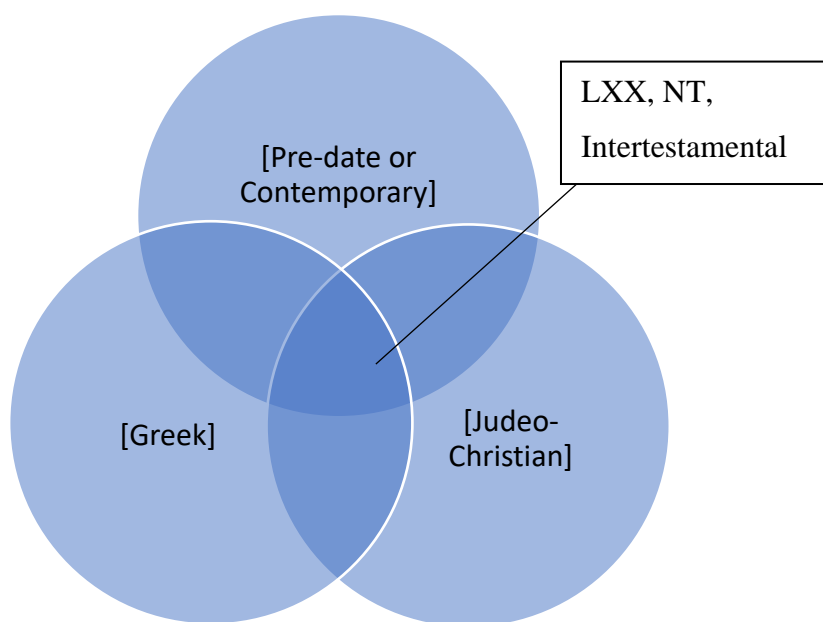 LXX, NT,
Intertestamental
[Pre-date or
Contemporary]
[Greek]
[Judeo-
Christian]